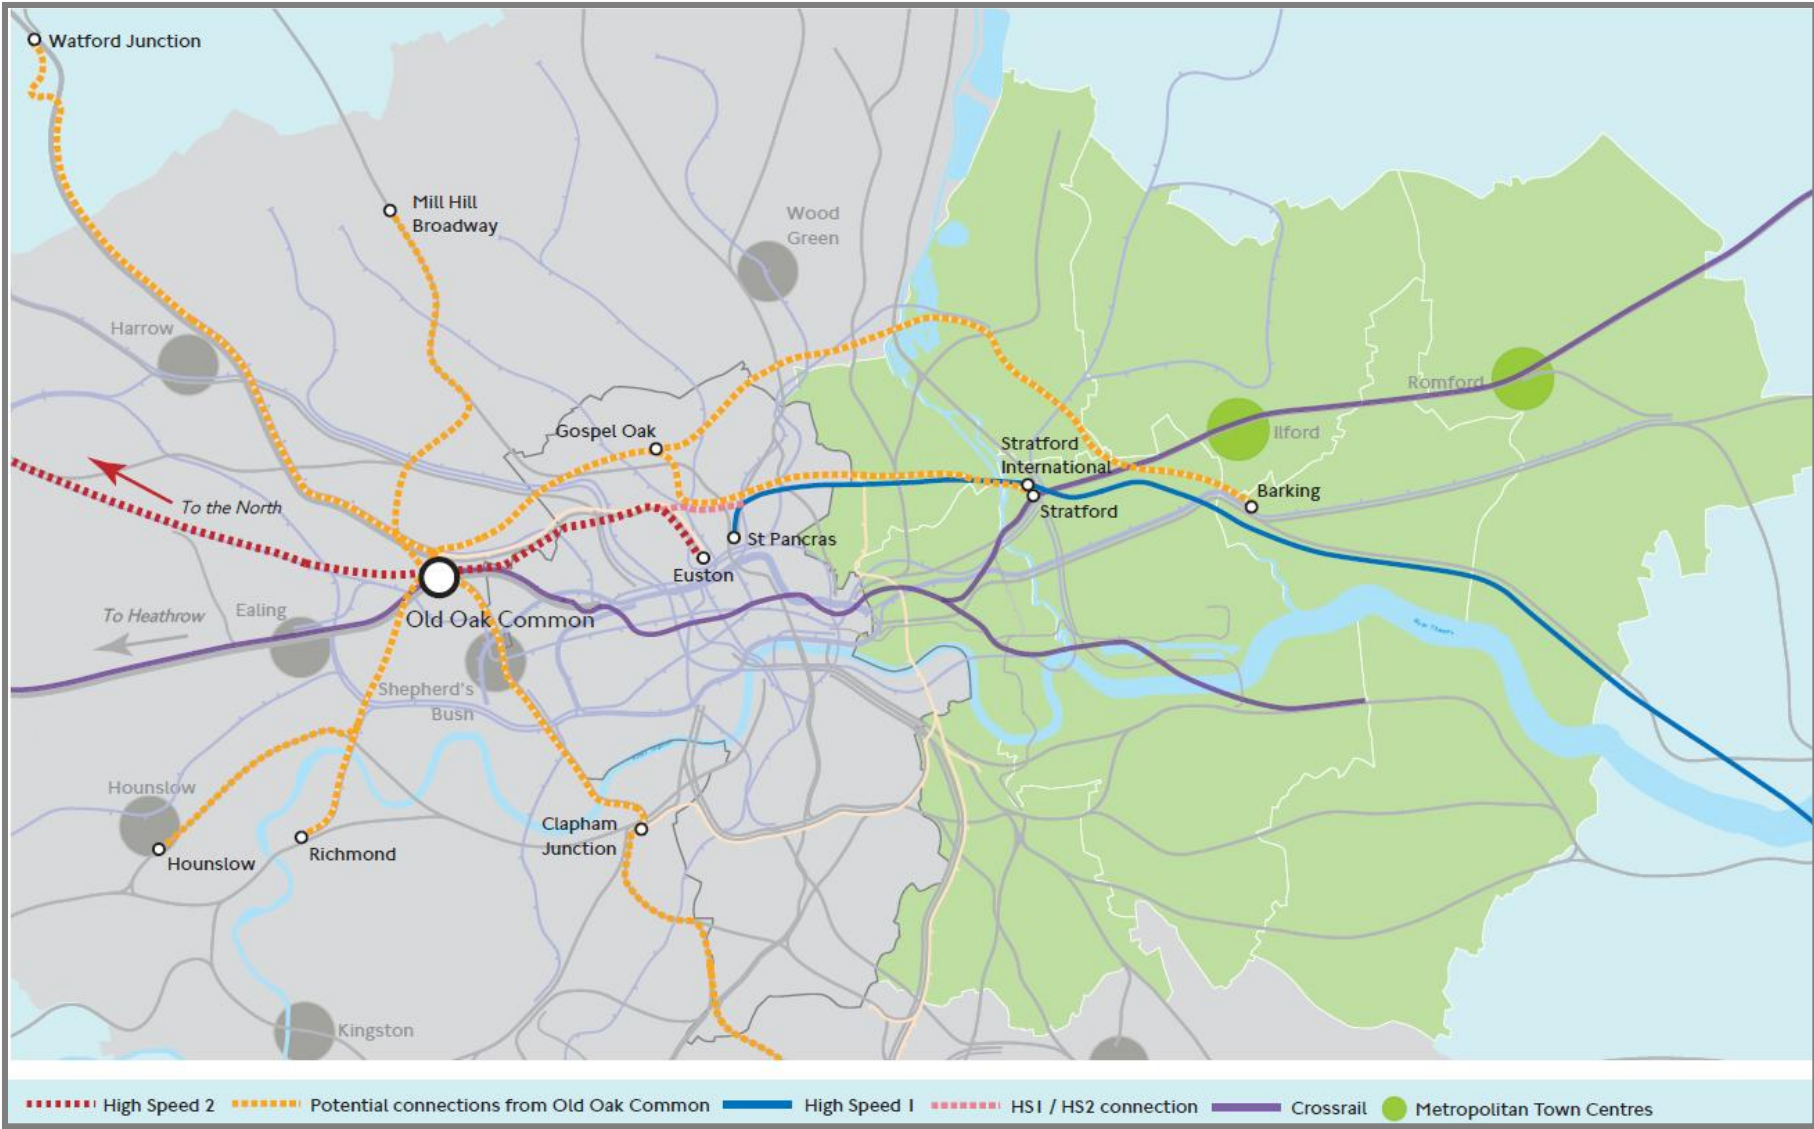 Watford Junction
Mill Hill
Broadway
Wood
Green
Harrow
Romford
Gospel Oak
Ilford
Stratford
International
Barking
To the North
Stratford
St Pancras
Euston
To Heathrow
Ealing
Old Oak Common
River Thames
Shepherd's
Bush
Hounslow
Clapham
Junction
Richmond
Hounslow
Kingston
High Speed 2
Potential connections from Old Oak Common
High Speed 1
HS1 / HS2 connection
Crossrail
Metropolitan Town Centres